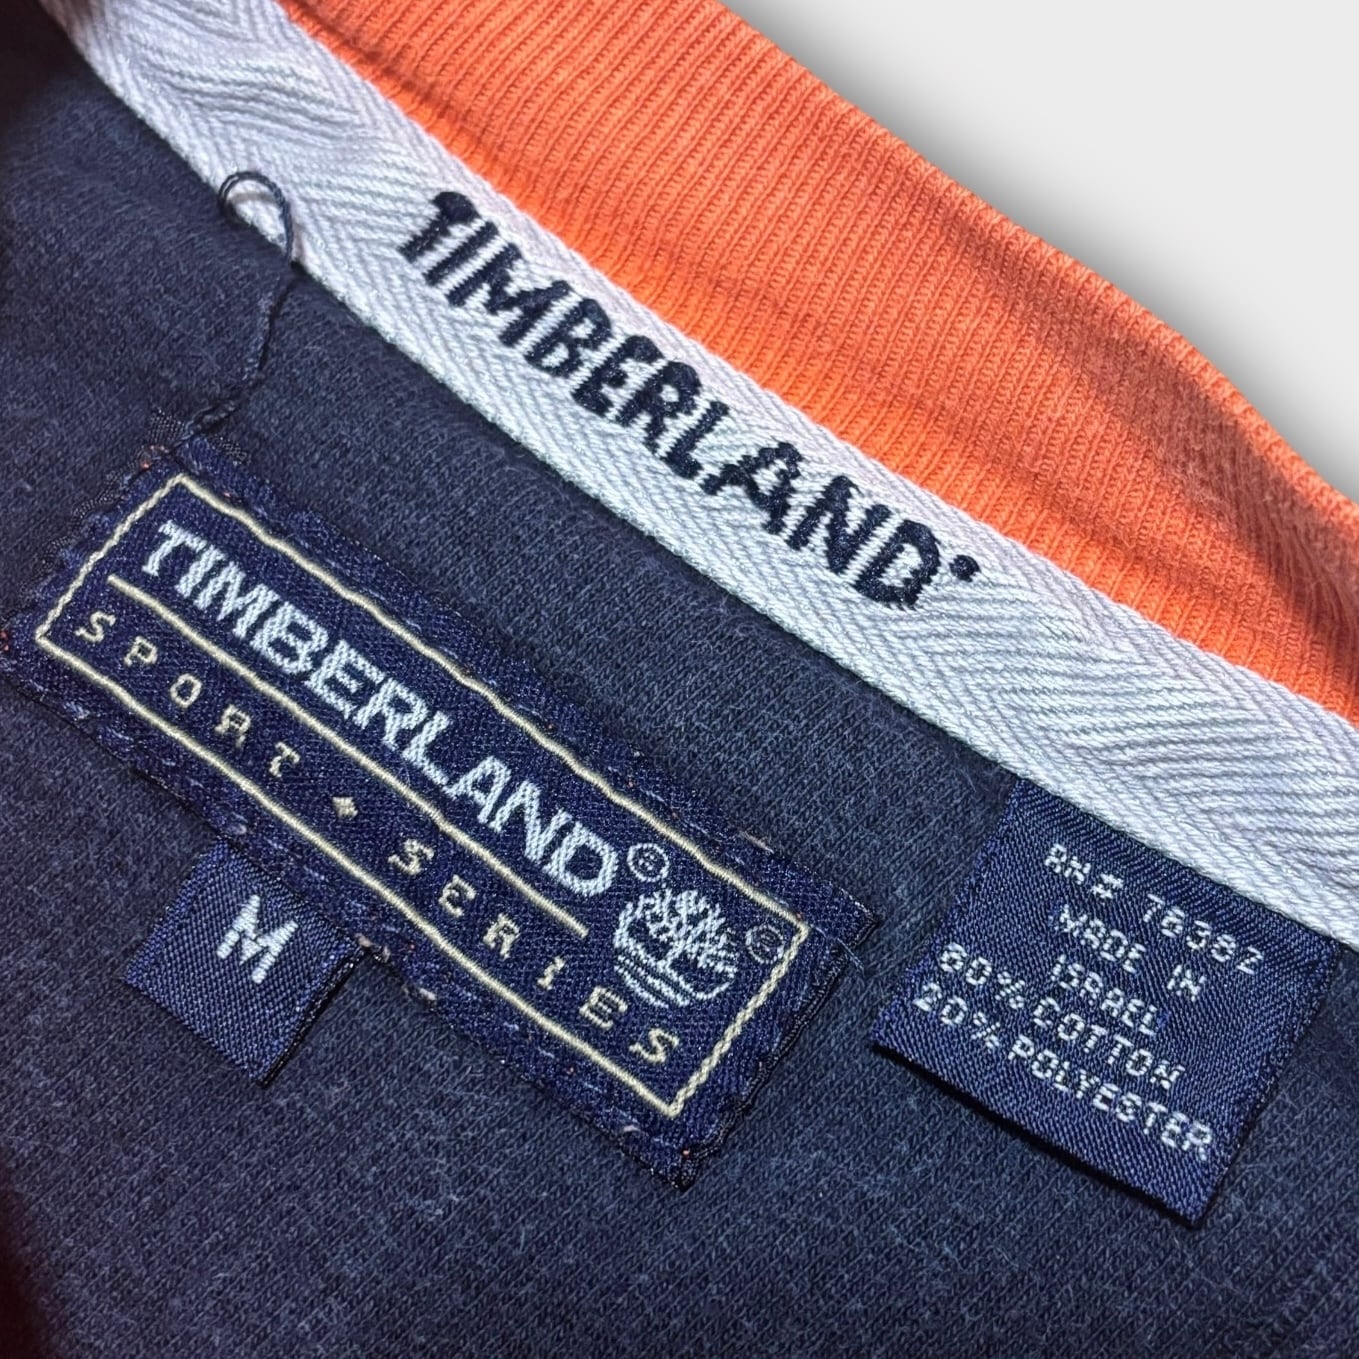 TIMBERLAND
TIMBERLAND®
SPORT SERIES
®
M
RN# 76382
MADE IN
ISRAEL
80% COTTON
20% POLYESTER